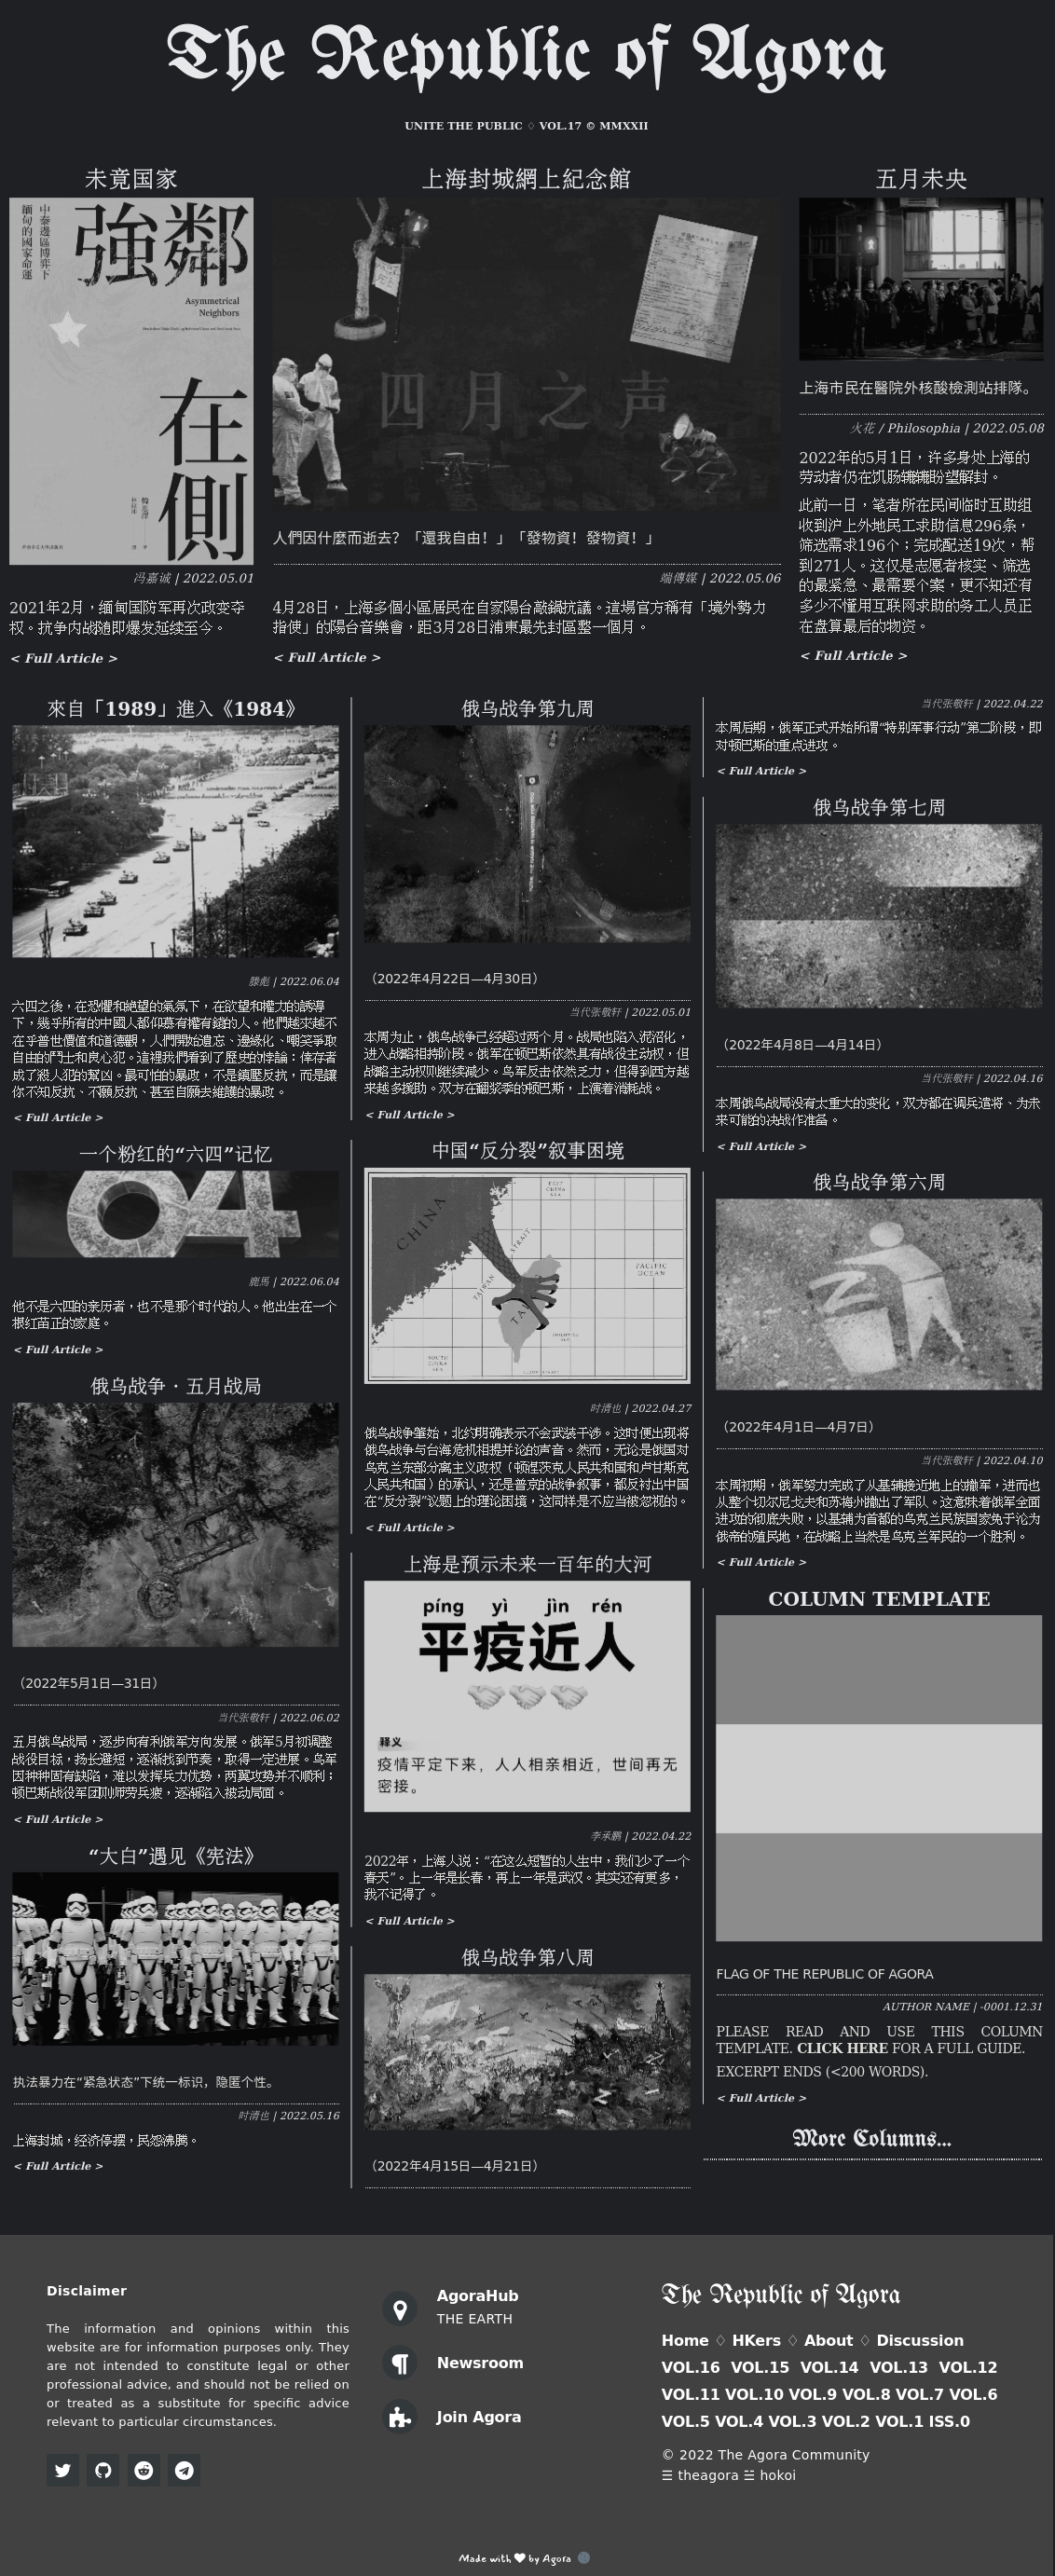 The Republic of Agora
UNITE THE PUBLIC ♢ VOL.17 © MMXXII
未竟国家
強鄰
中泰邊區博弈下
緬甸的國家命運
Asymmetrical
Neighbors
在側
冯嘉诚 | 2022.05.01
2021年2月，缅甸国防军再次政变夺
权。抗争内战随即爆发延续至今。
< Full Article >
上海封城網上紀念館
四月之声
人們因什麼而逝去？「還我自由！」「發物資！發物資！」
端傳媒 | 2022.05.06
4月28日，上海多個小區居民在自家陽台敲鍋抗議。這場官方稱有「境外勢力
指使」的陽台音樂會，距3月28日浦東最先封區整一個月。
< Full Article >
五月未央
上海市民在醫院外核酸檢測站排隊。
火花 / Philosophia | 2022.05.08
2022年的5月1日，许多身处上海的
劳动者仍在饥肠辘辘盼望解封。
此前一日，笔者所在民间临时互助组
收到沪上外地民工求助信息296条，
筛选需求196个；完成配送19次，帮
到271人。这仅是志愿者核实、筛选
的最紧急、最需要个案，更不知还有
多少不懂用互联网求助的务工人员正
在盘算最后的物资。
< Full Article >
來自「1989」進入《1984》
滕彪 | 2022.06.04
六四之後，在恐懼和絕望的氣氛下，在欲望和權力的誘導
下，幾乎所有的中國人都仰慕有權有錢的人。他們越來越不
在乎普世價值和道德觀，人們開始遺忘、邊緣化、嘲笑爭取
自由的鬥士和良心犯。這裡我們看到了歷史的悖論：倖存者
成了殺人犯的幫凶。最可怕的暴政，不是鎮壓反抗，而是讓
你不知反抗、不願反抗、甚至自願去維護的暴政。
< Full Article >
一个粉红的“六四”记忆
04
鹿馬 | 2022.06.04
他不是六四的亲历者，也不是那个时代的人。他出生在一个
根红苗正的家庭。
< Full Article >
俄乌战争 · 五月战局
（2022年5月1日—31日）
当代张敬轩 | 2022.06.02
五月俄乌战局，逐步向有利俄军方向发展。俄军5月初调整
战役目标，扬长避短，逐渐找到节奏，取得一定进展。乌军
因种种固有缺陷，难以发挥兵力优势，两翼攻势并不顺利；
顿巴斯战役军团则师劳兵疲，逐渐陷入被动局面。
< Full Article >
“大白”遇见《宪法》
执法暴力在“紧急状态”下统一标识，隐匿个性。
时清也 | 2022.05.16
上海封城，经济停摆，民怨沸腾。
< Full Article >
俄乌战争第九周
（2022年4月22日—4月30日）
当代张敬轩 | 2022.05.01
本周为止，俄乌战争已经超过两个月。战局也陷入泥沼化，
进入战略相持阶段。俄军在顿巴斯依然具有战役主动权，但
战略主动权则继续减少。乌军反击依然乏力，但得到西方越
来越多援助。双方在翻浆季的顿巴斯，上演着消耗战。
< Full Article >
中国“反分裂”叙事困境
CHINA
EAST
CHINA
SEA
STRAIT
TAIWAN
PACIFIC
OCEAN
TA
SOUTH
CHINA
SEA
时清也 | 2022.04.27
俄乌战争肇始，北约明确表示不会武装干涉。这时便出现将
俄乌战争与台海危机相提并论的声音。然而，无论是俄国对
乌克兰东部分离主义政权（顿涅茨克人民共和国和卢甘斯克
人民共和国）的承认，还是普京的战争叙事，都反衬出中国
在“反分裂”议题上的理论困境，这同样是不应当被忽视的。
< Full Article >
上海是预示未来一百年的大河
píng yì jìn rén
平疫近人
释义
疫情平定下来，人人相亲相近，世间再无
密接。
李承鹏 | 2022.04.22
2022年，上海人说：“在这么短暂的人生中，我们少了一个
春天”。上一年是长春，再上一年是武汉。其实还有更多，
我不记得了。
< Full Article >
俄乌战争第八周
（2022年4月15日—4月21日）
当代张敬轩 | 2022.04.22
本周后期，俄军正式开始所谓“特别军事行动”第二阶段，即
对顿巴斯的重点进攻。
< Full Article >
俄乌战争第七周
（2022年4月8日—4月14日）
当代张敬轩 | 2022.04.16
本周俄乌战局没有太重大的变化，双方都在调兵遣将、为未
来可能的决战作准备。
< Full Article >
俄乌战争第六周
（2022年4月1日—4月7日）
当代张敬轩 | 2022.04.10
本周初期，俄军努力完成了从基辅接近地上的撤军，进而也
从整个切尔尼戈夫和苏梅州撤出了军队。这意味着俄军全面
进攻的彻底失败，以基辅为首都的乌克兰民族国家免于沦为
俄帝的殖民地，在战略上当然是乌克兰军民的一个胜利。
< Full Article >
COLUMN TEMPLATE
FLAG OF THE REPUBLIC OF AGORA
AUTHOR NAME | -0001.12.31
PLEASE READ AND USE THIS COLUMN
TEMPLATE. CLICK HERE FOR A FULL GUIDE.
EXCERPT ENDS (<200 WORDS).
< Full Article >
More Columns...
Disclaimer
The information and opinions within this
website are for information purposes only. They
are not intended to constitute legal or other
professional advice, and should not be relied on
or treated as a substitute for specific advice
relevant to particular circumstances.
AgoraHub
THE EARTH
Newsroom
Join Agora
The Republic of Agora
Home ♢ HKers ♢ About ♢ Discussion
VOL.16 VOL.15 VOL.14 VOL.13 VOL.12
VOL.11 VOL.10 VOL.9 VOL.8 VOL.7 VOL.6
VOL.5 VOL.4 VOL.3 VOL.2 VOL.1 ISS.0
© 2022 The Agora Community
☰ theagora ☱ hokoi
Made with ❤ by Agora